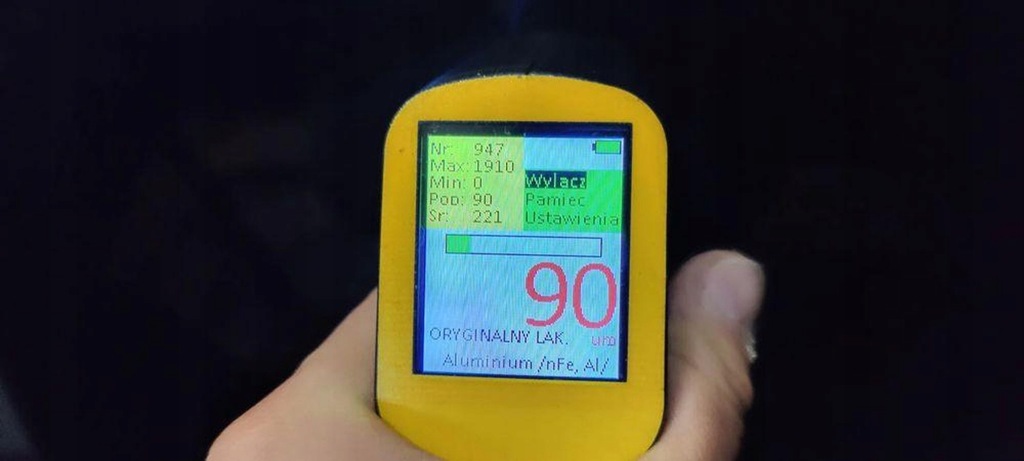 Nr: 947
Max: 1910
Min: 0
Pop: 90
Sr: 221
Wylacz
Pamiec
Ustawienia
90
um
ORYGINALNY LAK.
Aluminium /nFe, Al/